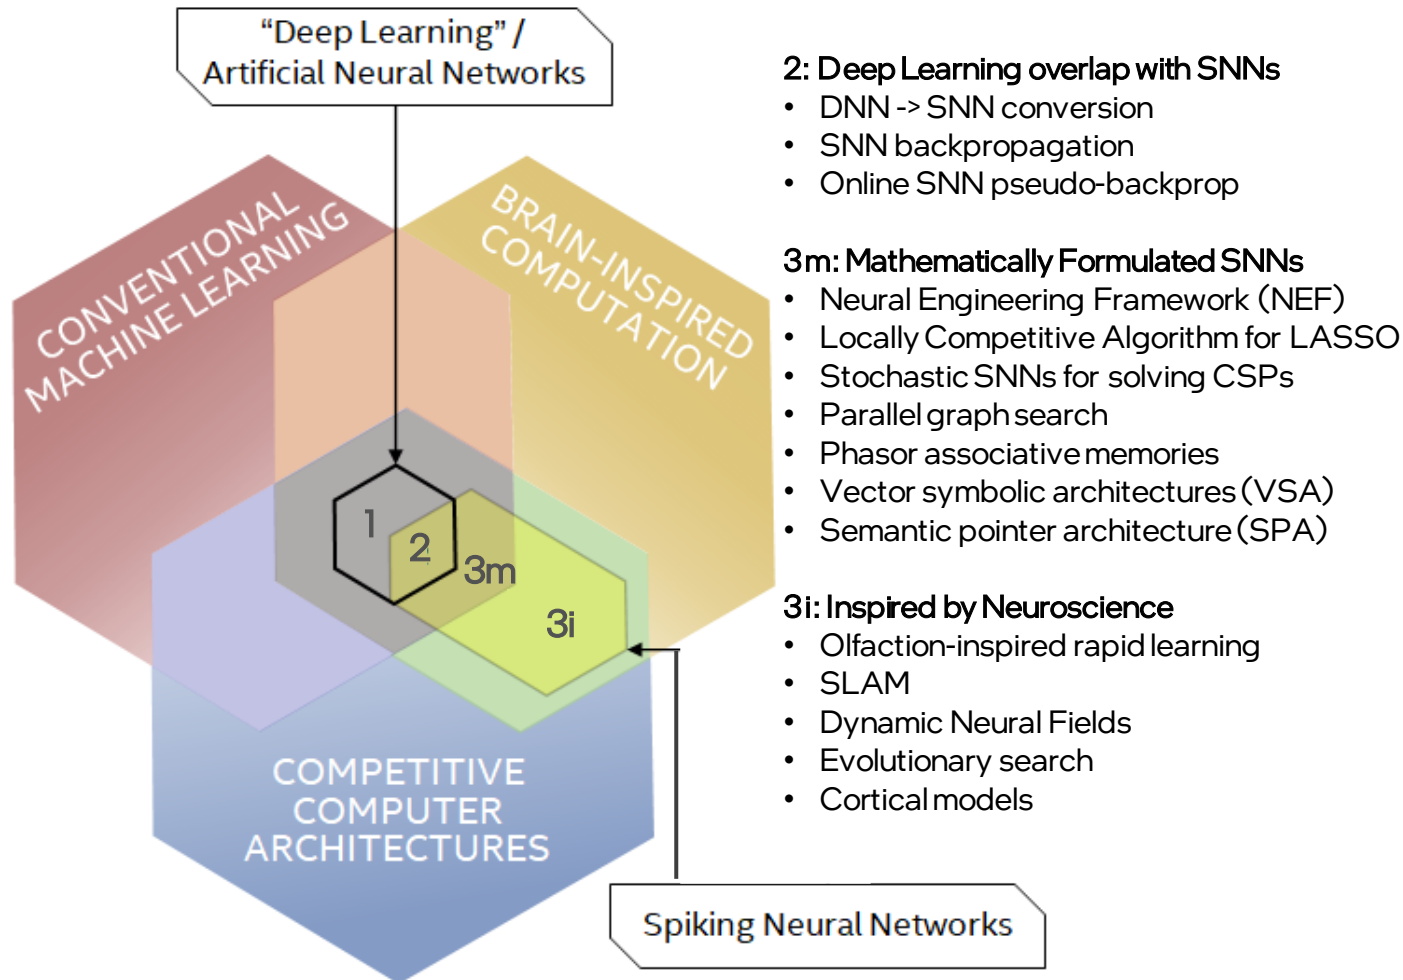 “Deep Learning” /
Artificial Neural Networks
CONVENTIONAL
MACHINE LEARNING
BRAIN-INSPIRED
COMPUTATION
1
2
3m
3i
COMPETITIVE
COMPUTER
ARCHITECTURES
Spiking Neural Networks
2: Deep Learning overlap with SNNs
• DNN -> SNN conversion
• SNN backpropagation
• Online SNN pseudo-backprop
3m: Mathematically Formulated SNNs
• Neural Engineering Framework (NEF)
• Locally Competitive Algorithm for LASSO
• Stochastic SNNs for solving CSPs
• Parallel graph search
• Phasor associative memories
• Vector symbolic architectures (VSA)
• Semantic pointer architecture (SPA)
3i: Inspired by Neuroscience
• Olfaction-inspired rapid learning
• SLAM
• Dynamic Neural Fields
• Evolutionary search
• Cortical models